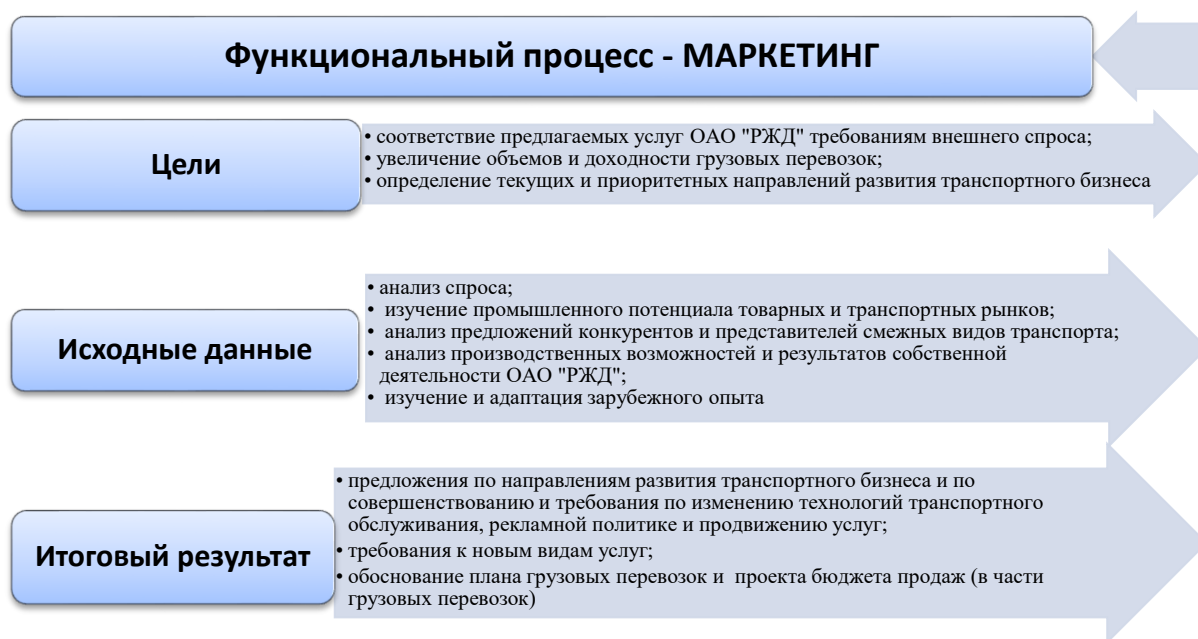 Функциональный процесс - МАРКЕТИНГ
Цели
• соответствие предлагаемых услуг ОАО "РЖД" требованиям внешнего спроса;
• увеличение объемов и доходности грузовых перевозок;
• определение текущих и приоритетных направлений развития транспортного бизнеса
Исходные данные
• анализ спроса;
• изучение промышленного потенциала товарных и транспортных рынков;
• анализ предложений конкурентов и представителей смежных видов транспорта;
• анализ производственных возможностей и результатов собственной
деятельности ОАО "РЖД";
• изучение и адаптация зарубежного опыта
Итоговый результат
• предложения по направлениям развития транспортного бизнеса и по
совершенствованию и требования по изменению технологий транспортного
обслуживания, рекламной политике и продвижению услуг;
• требования к новым видам услуг;
• обоснование плана грузовых перевозок и проекта бюджета продаж (в части
грузовых перевозок)